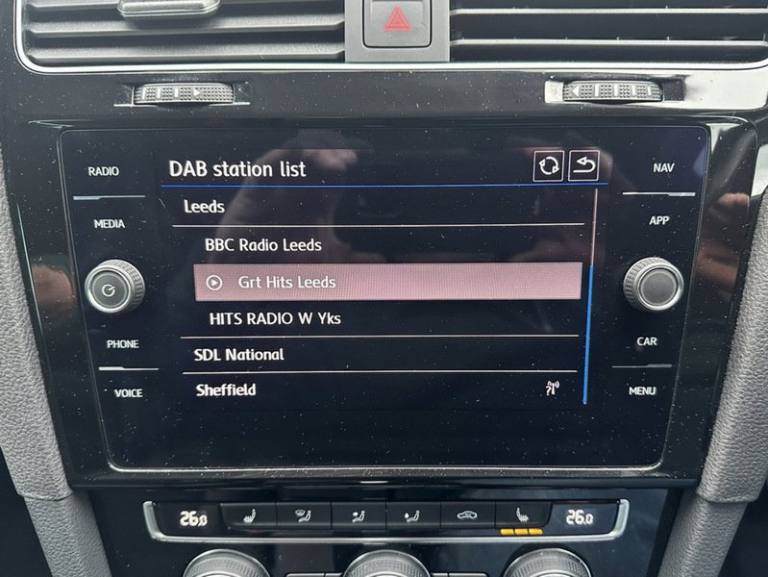 RADIO
MEDIA
PHONE
VOICE
DAB station list
Leeds
BBC Radio Leeds
Grt Hits Leeds
HITS RADIO W Yks
SDL National
Sheffield
NAV
APP
CAR
MENU
26.0 26.0